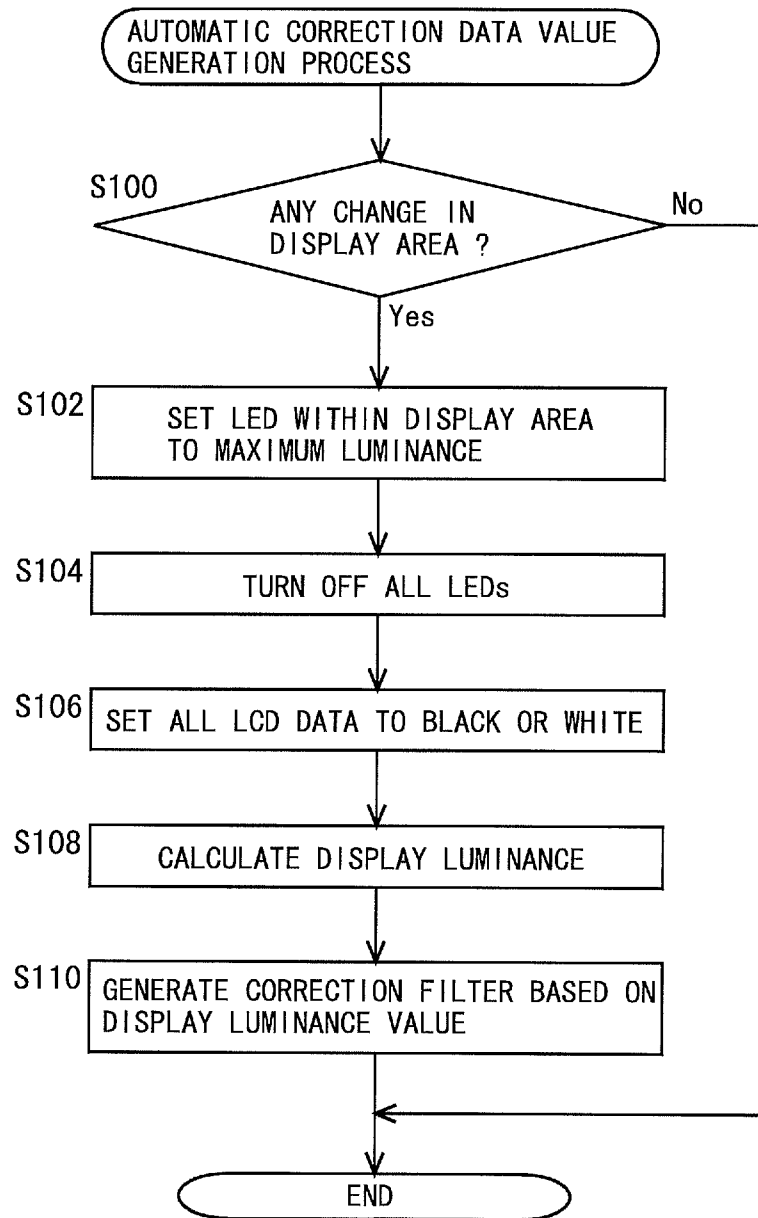 AUTOMATIC CORRECTION DATA VALUE
GENERATION PROCESS
S100
ANY CHANGE IN
DISPLAY AREA ?
No
Yes
S102
SET LED WITHIN DISPLAY AREA
TO MAXIMUM LUMINANCE
S104
TURN OFF ALL LEDs
S106
SET ALL LCD DATA TO BLACK OR WHITE
S108
CALCULATE DISPLAY LUMINANCE
S110
GENERATE CORRECTION FILTER BASED ON
DISPLAY LUMINANCE VALUE
END